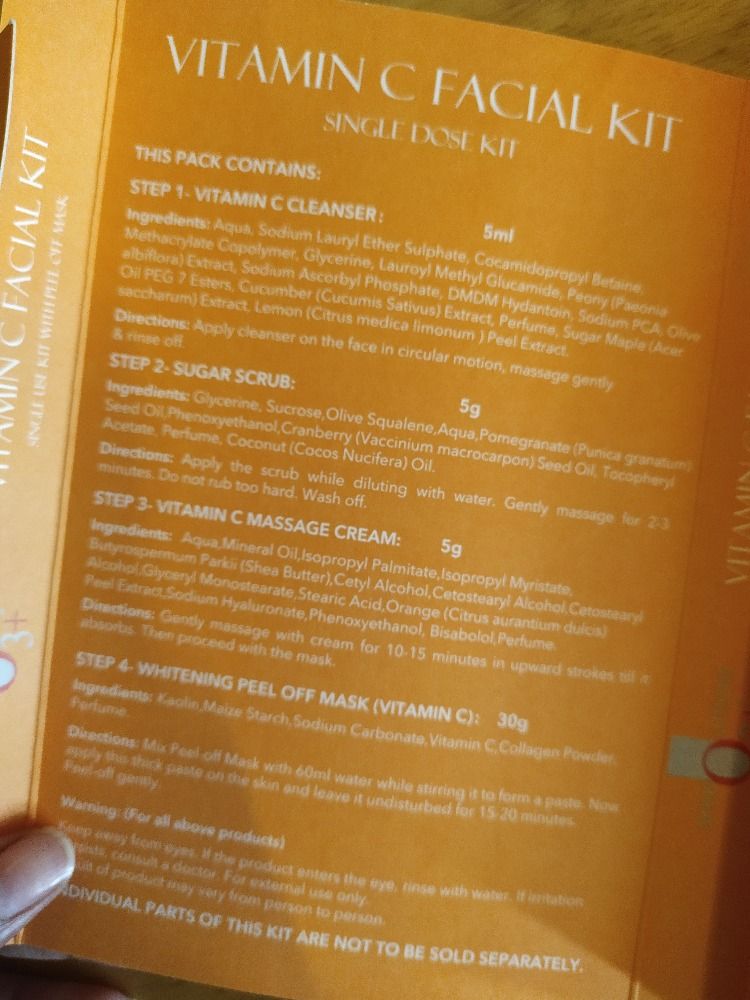 VITAMIN C FACIAL KIT
SINGLE DOSE KIT
THIS PACK CONTAINS:
STEP 1- VITAMIN C CLEANSER: 5ml
Ingredients: Aqua, Sodium Lauryl Ether Sulphate, Cocamidopropyl Betaine,
Methacrylate Copolymer, Glycerine, Lauroyl Methyl Glucamide, Peony (Paeonia
albiflora) Extract, Sodium Ascorbyl Phosphate, DMDM Hydantoin, Sodium PCA, Olive
Oil PEG 7 Esters, Cucumber (Cucumis Sativus) Extract, Perfume, Sugar Maple (Acer
saccharum) Extract, Lemon (Citrus medica limonum ) Peel Extract.
Directions: Apply cleanser on the face in circular motion, massage gently
& rinse off.
STEP 2- SUGAR SCRUB: 5g
Ingredients: Glycerine, Sucrose,Olive Squalene,Aqua,Pomegranate (Punica granatum)
Seed Oil,Phenoxyethanol,Cranberry (Vaccinium macrocarpon) Seed Oil, Tocopheryl
Acetate, Perfume, Coconut (Cocos Nucifera) Oil.
Directions: Apply the scrub while diluting with water. Gently massage for 2-3
minutes. Do not rub too hard. Wash off.
STEP 3- VITAMIN C MASSAGE CREAM: 5g
Ingredients: Aqua,Mineral Oil,Isopropyl Palmitate,Isopropyl Myristate,
Butyrospermum Parkii (Shea Butter),Cetyl Alcohol,Cetostearyl Alcohol,Cetostearyl
Alcohol,Glyceryl Monostearate,Stearic Acid,Orange (Citrus aurantium dulcis)
Peel Extract,Sodium Hyaluronate,Phenoxyethanol, Bisabolol,Perfume.
Directions: Gently massage with cream for 10-15 minutes in upward strokes till it
absorbs. Then proceed with the mask.
STEP 4- WHITENING PEEL OFF MASK (VITAMIN C): 30g
Ingredients: Kaolin,Maize Starch,Sodium Carbonate,Vitamin C,Collagen Powder,
Perfume.
Directions: Mix Peel-off Mask with 60ml water while stirring it to form a paste. Now
apply this thick paste on the skin and leave it undisturbed for 15-20 minutes.
Peel-off gently.
Warning: (For all above products)
Keep away from eyes. If the product enters the eye, rinse with water. If irritation
consult a doctor. For external use only.
of product may vary from person to person.
INDIVIDUAL PARTS OF THIS KIT ARE NOT TO BE SOLD SEPARATELY.
VITAMIN C FACIAL KIT
SINGLE USE KIT WITH PEEL OFF MASK
O3+
VITAMIN